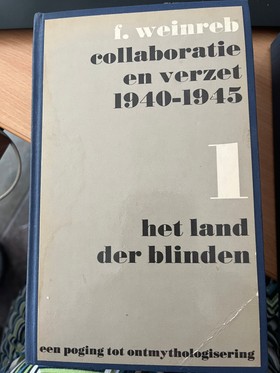 f. weinreb
collaboratie
en verzet
1940-1945
1
het land
der blinden
een poging tot ontmythologisering